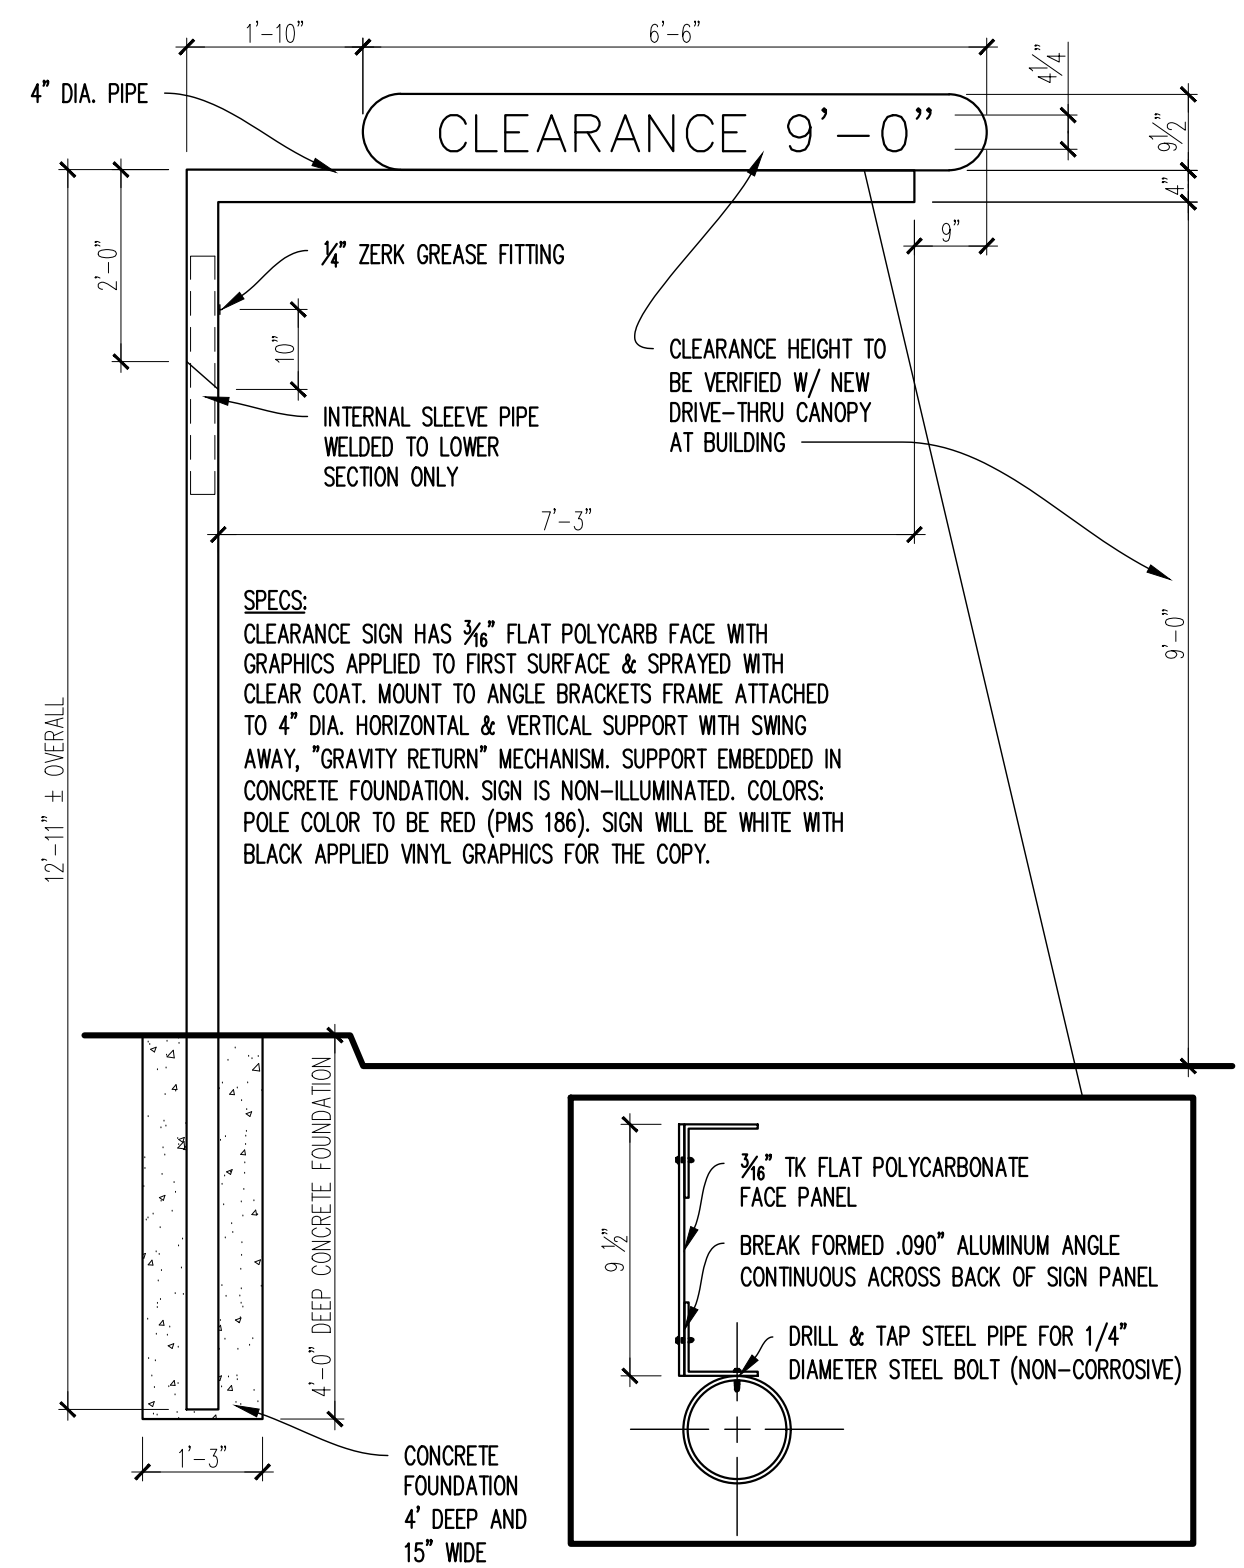 1'-10"
6'-6"
4¼"
4" DIA. PIPE
CLEARANCE 9'-0"
9½"
4"
9"
2'-0"
¼" ZERK GREASE FITTING
10"
CLEARANCE HEIGHT TO
BE VERIFIED W/ NEW
DRIVE-THRU CANOPY
AT BUILDING
INTERNAL SLEEVE PIPE
WELDED TO LOWER
SECTION ONLY
7'-3"
SPECS:
CLEARANCE SIGN HAS 3/16" FLAT POLYCARB FACE WITH
GRAPHICS APPLIED TO FIRST SURFACE & SPRAYED WITH
CLEAR COAT. MOUNT TO ANGLE BRACKETS FRAME ATTACHED
TO 4" DIA. HORIZONTAL & VERTICAL SUPPORT WITH SWING
AWAY, "GRAVITY RETURN" MECHANISM. SUPPORT EMBEDDED IN
CONCRETE FOUNDATION. SIGN IS NON-ILLUMINATED. COLORS:
POLE COLOR TO BE RED (PMS 186). SIGN WILL BE WHITE WITH
BLACK APPLIED VINYL GRAPHICS FOR THE COPY.
9'-0"
12'-11" ± OVERALL
4'-0" DEEP CONCRETE FOUNDATION
1'-3"
CONCRETE
FOUNDATION
4' DEEP AND
15" WIDE
9 ½"
3/16" TK FLAT POLYCARBONATE
FACE PANEL
BREAK FORMED .090" ALUMINUM ANGLE
CONTINUOUS ACROSS BACK OF SIGN PANEL
DRILL & TAP STEEL PIPE FOR 1/4"
DIAMETER STEEL BOLT (NON-CORROSIVE)